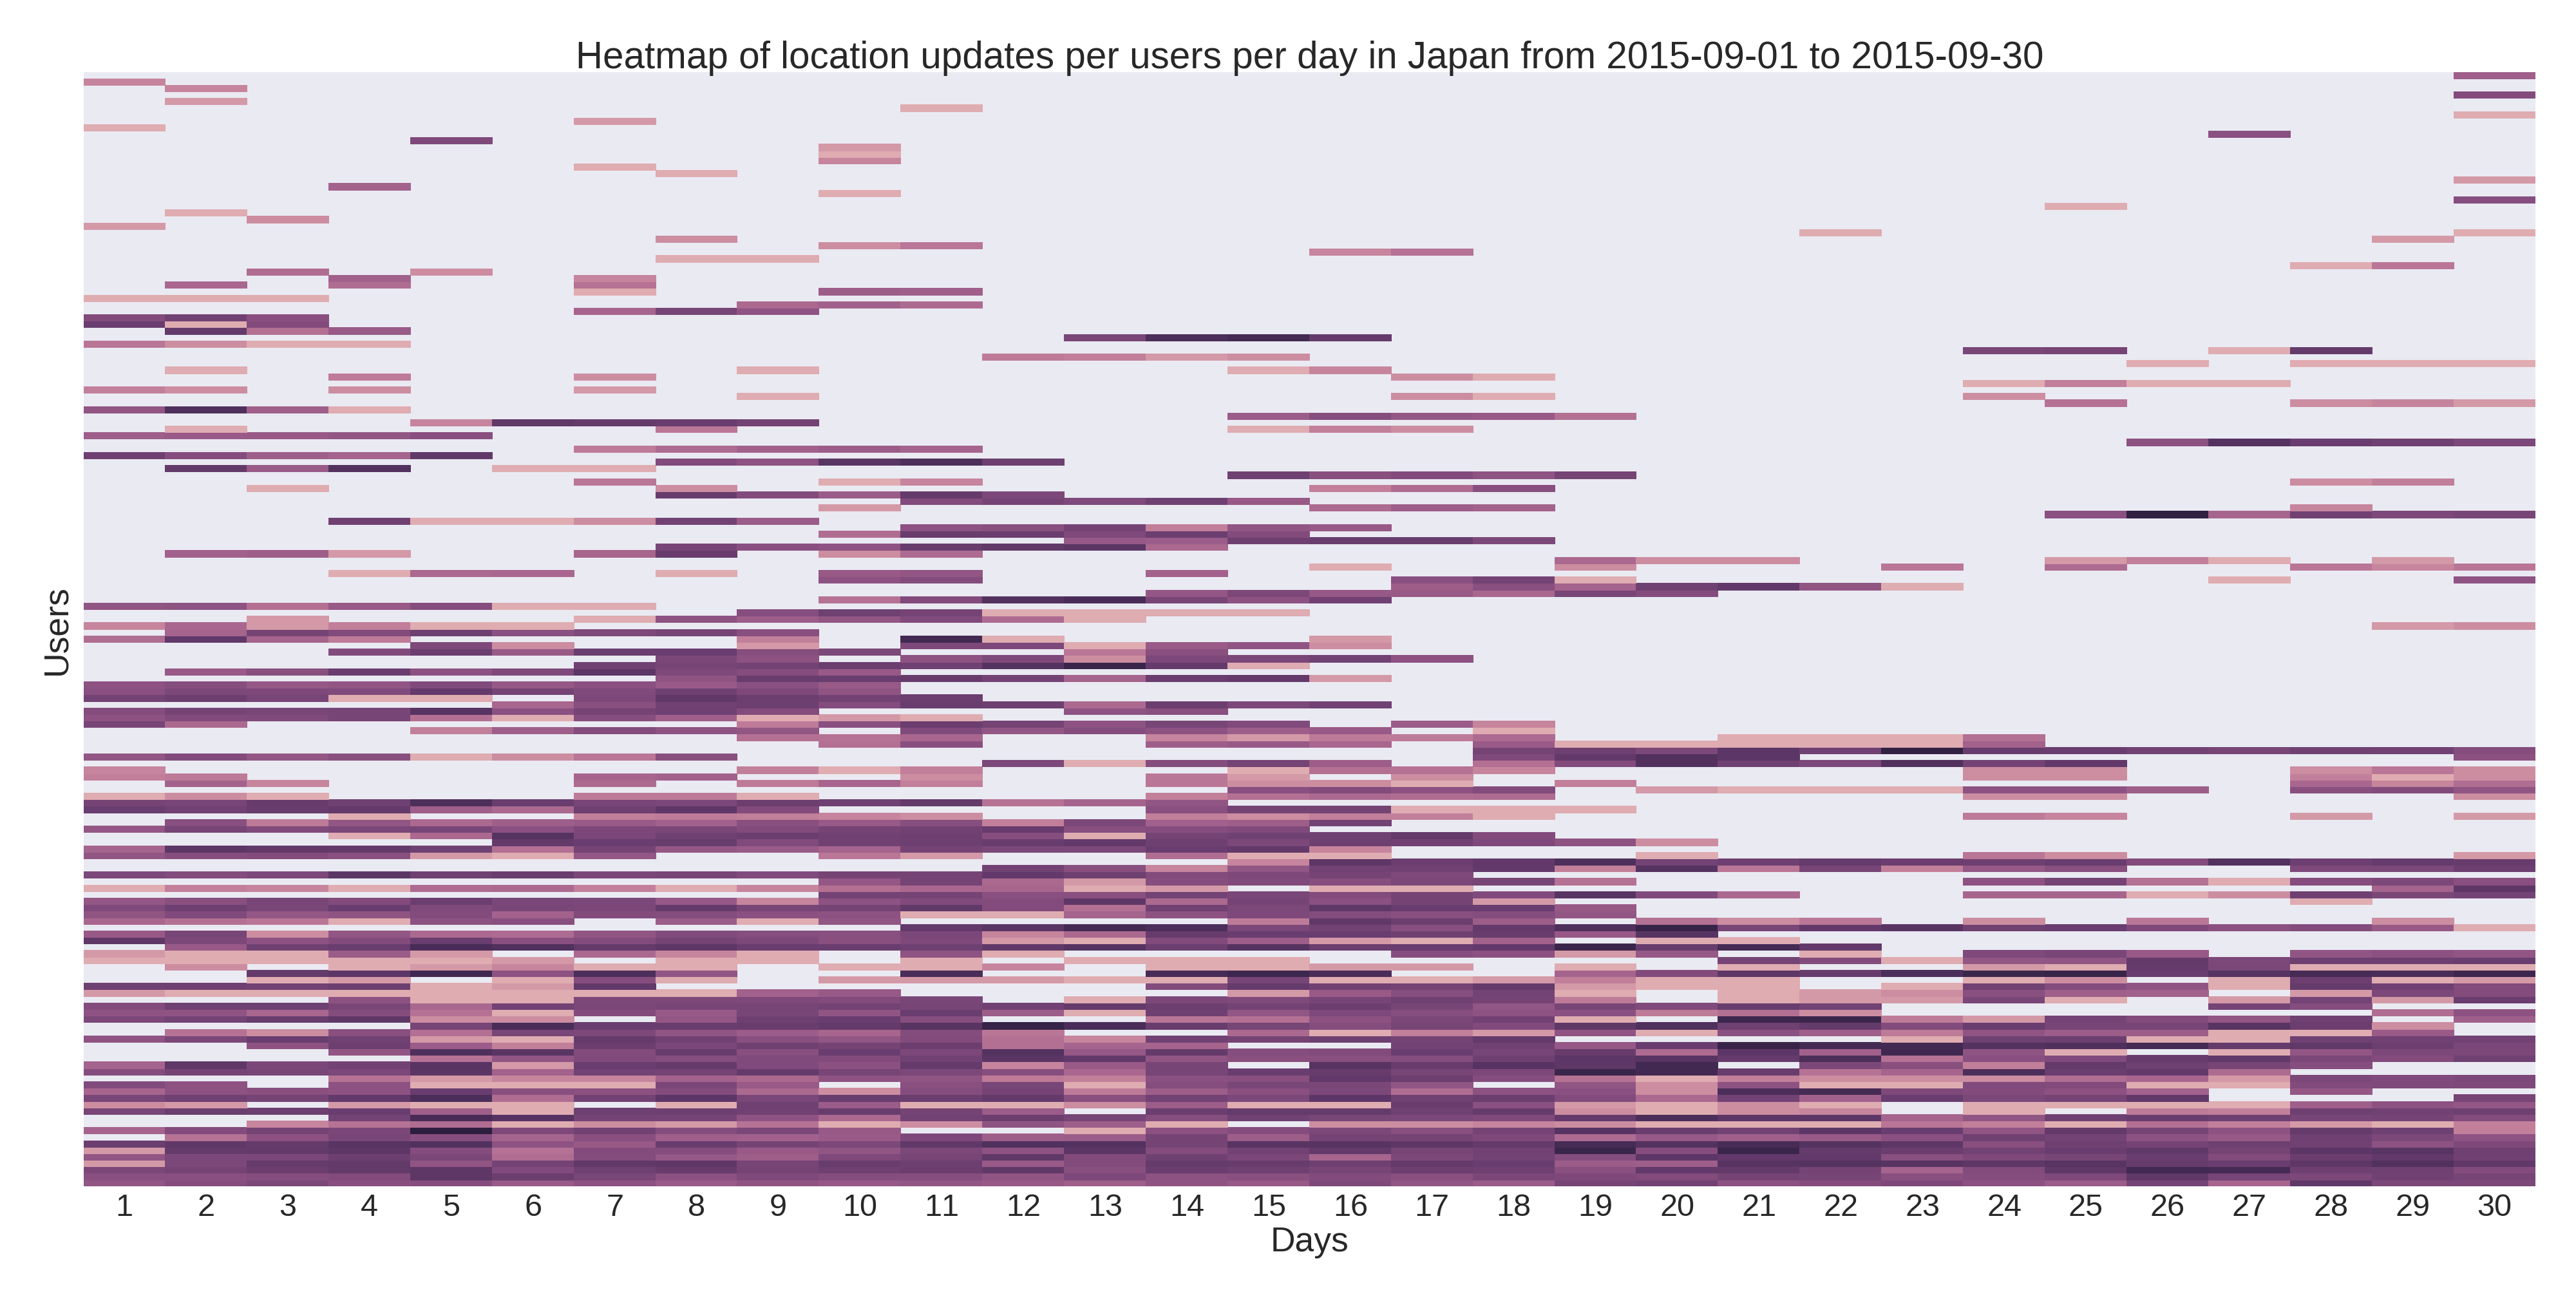 Heatmap of location updates per users per day in Japan from 2015-09-01 to 2015-09-30
Users
1 2 3 4 5 6 7 8 9 10 11 12 13 14 15 16 17 18 19 20 21 22 23 24 25 26 27 28 29 30
Days